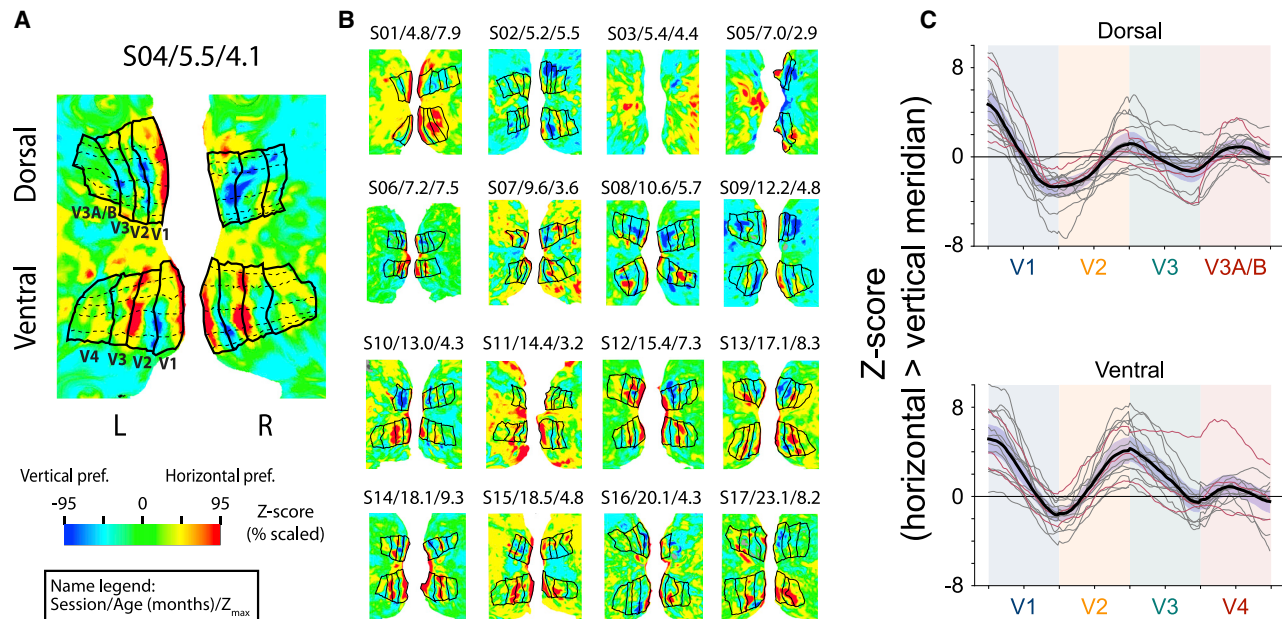 A
S04/5.5/4.1
Dorsal
V3A/B
V3
V2
V1
Ventral
V4
V3
V2
V1
L
R
Vertical pref.
Horizontal pref.
-95
0
95
Z-score
(% scaled)
Name legend:
Session/Age (months)/Zmax
B
S01/4.8/7.9
S02/5.2/5.5
S03/5.4/4.4
S05/7.0/2.9
S06/7.2/7.5
S07/9.6/3.6
S08/10.6/5.7
S09/12.2/4.8
S10/13.0/4.3
S11/14.4/3.2
S12/15.4/7.3
S13/17.1/8.3
S14/18.1/9.3
S15/18.5/4.8
S16/20.1/4.3
S17/23.1/8.2
C
Z-score
(horizontal > vertical meridian)
Dorsal
8
0
-8
V1
V2
V3
V3A/B
Ventral
8
0
-8
V1
V2
V3
V4